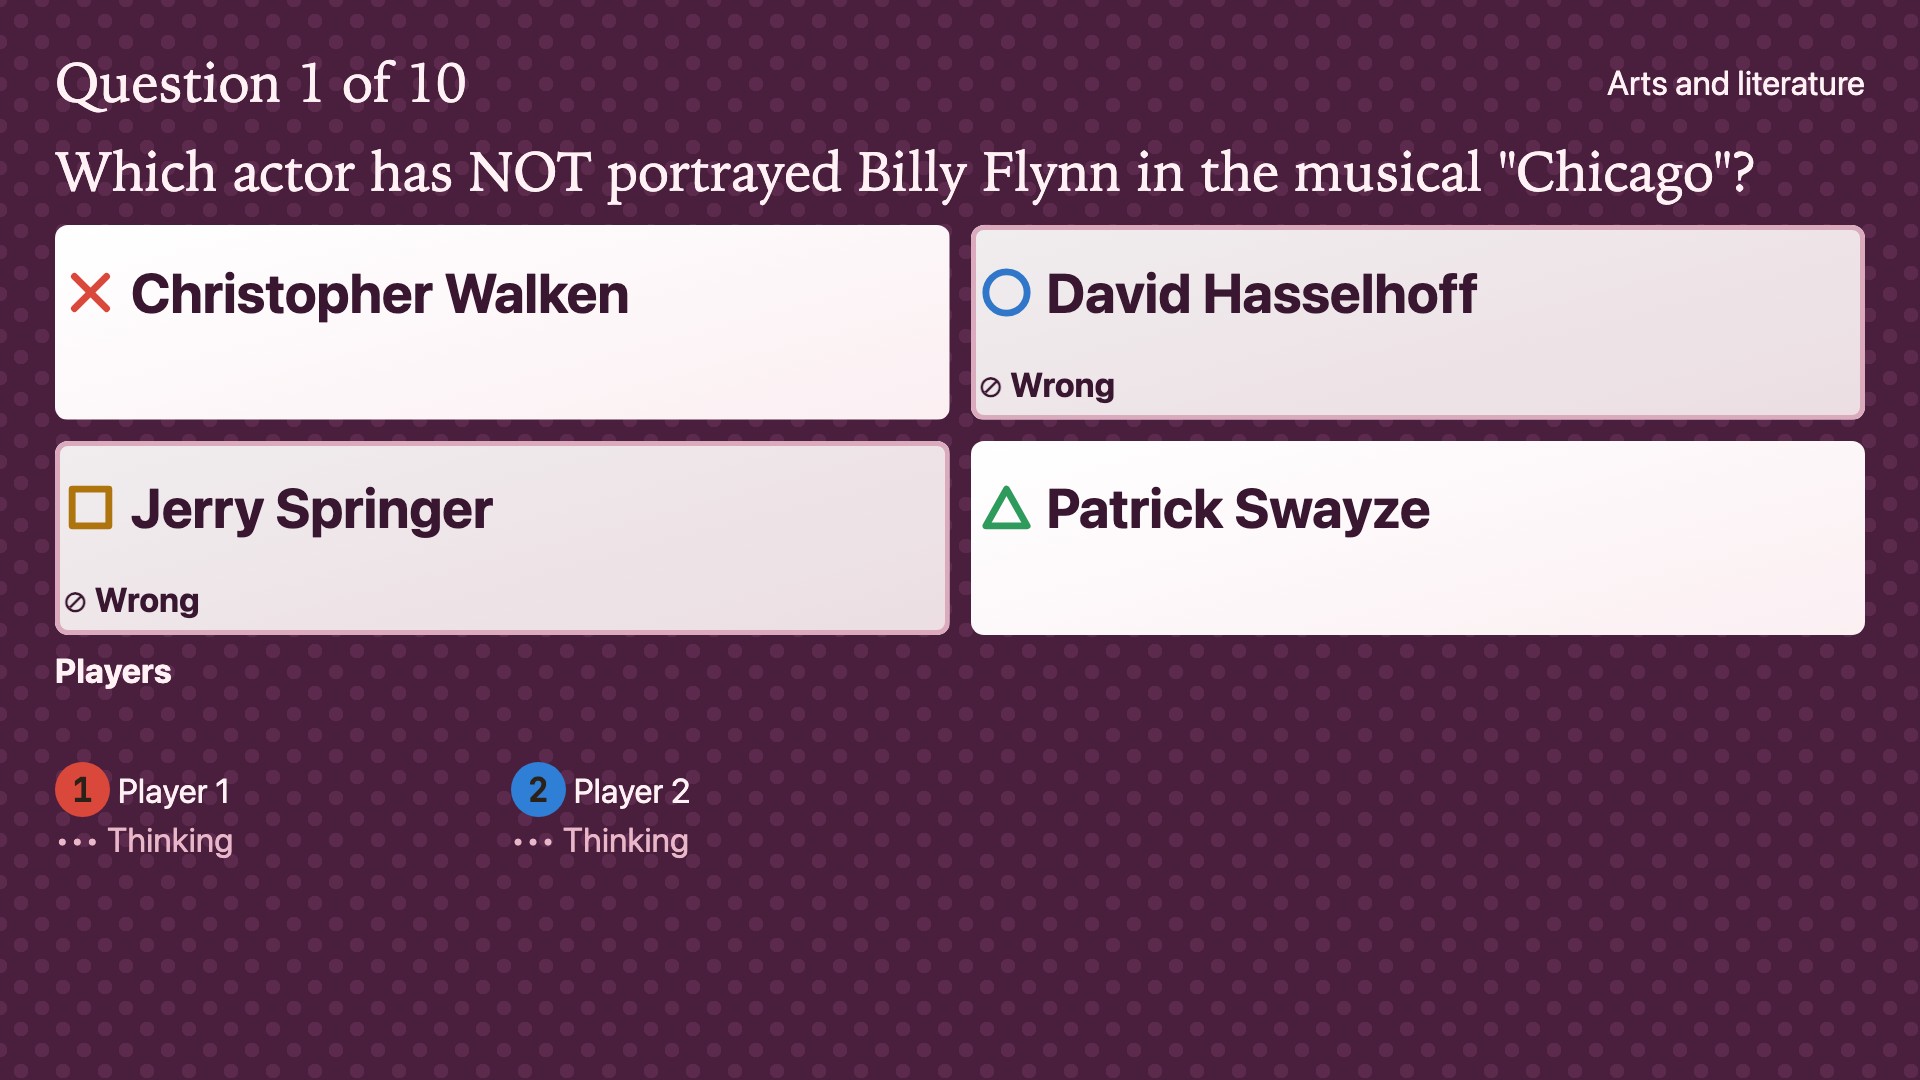 Question 1 of 10
Arts and literature
Which actor has NOT portrayed Billy Flynn in the musical "Chicago"?
Christopher Walken
David Hasselhoff
Wrong
Jerry Springer
Wrong
Patrick Swayze
Players
1 Player 1
... Thinking
2 Player 2
... Thinking